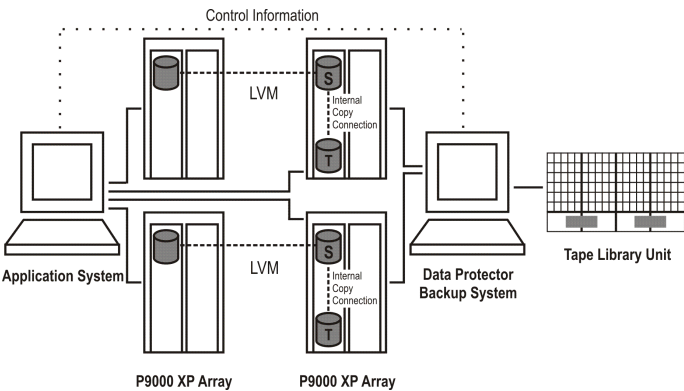 Control Information
LVM
S
Internal
Copy
Connection
T
Application System
LVM
S
Internal
Copy
Connection
T
Data Protector
Backup System
Tape Library Unit
P9000 XP Array
P9000 XP Array